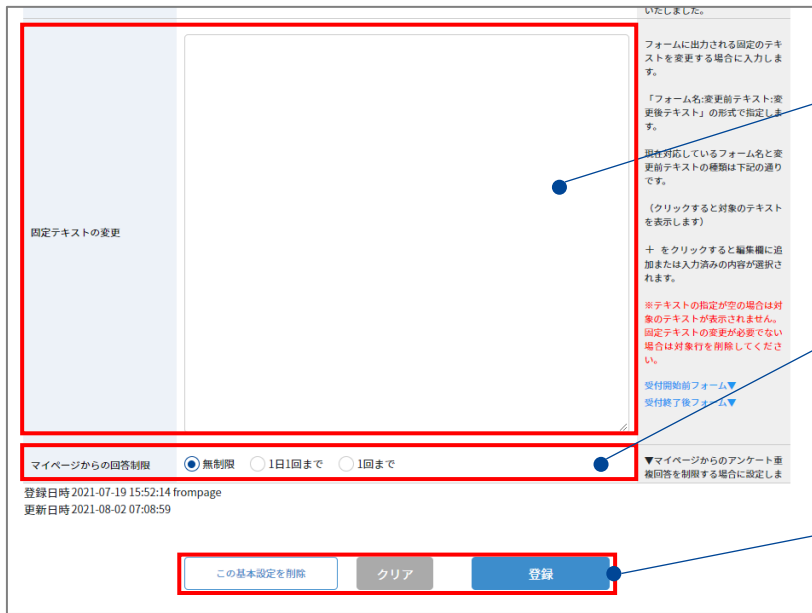 いたしました。
固定テキストの変更
フォームに出力される固定のテキ
ストを変更する場合に入力しま
す。
「フォーム名:変更前テキスト:変
更後テキスト」の形式で指定しま
す。
現在対応しているフォーム名と変
更前テキストの種類は下記の通り
です。
（クリックすると対象のテキスト
を表示します）
＋ をクリックすると編集欄に追
加または入力済みの内容が選択さ
れます。
※テキストの指定が空の場合は対
象のテキストが表示されません。
固定テキストの変更が必要でない
場合は対象行を削除してくださ
い。
受付開始前フォーム▼
受付終了後フォーム▼
マイページからの回答制限
無制限 1日1回まで 1回まで
▼マイページからのアンケート重
複回答を制限する場合に設定しま
登録日時 2021-07-19 15:52:14 frompage
更新日時 2021-08-02 07:08:59
この基本設定を削除 クリア 登録